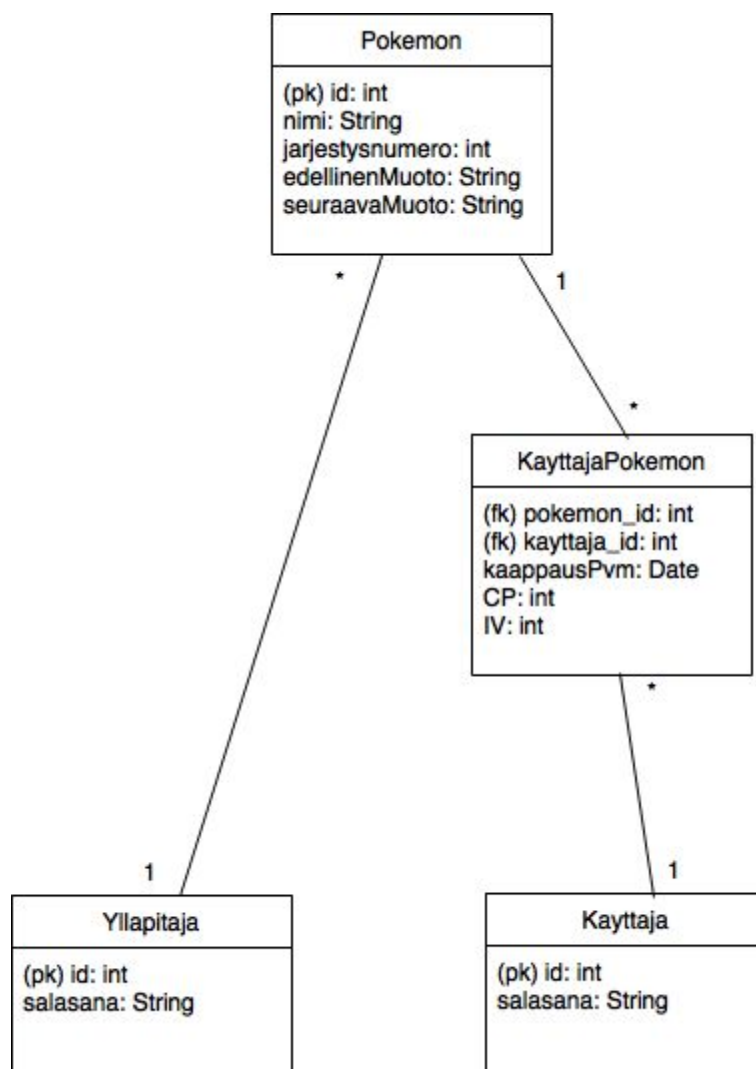 Pokemon
(pk) id: int
nimi: String
jarjestysnumero: int
edellinenMuoto: String
seuraavaMuoto: String
*
1
*
KayttajaPokemon
(fk) pokemon_id: int
(fk) kayttaja_id: int
kaappausPvm: Date
CP: int
IV: int
*
1
1
Yllapitaja
(pk) id: int
salasana: String
Kayttaja
(pk) id: int
salasana: String